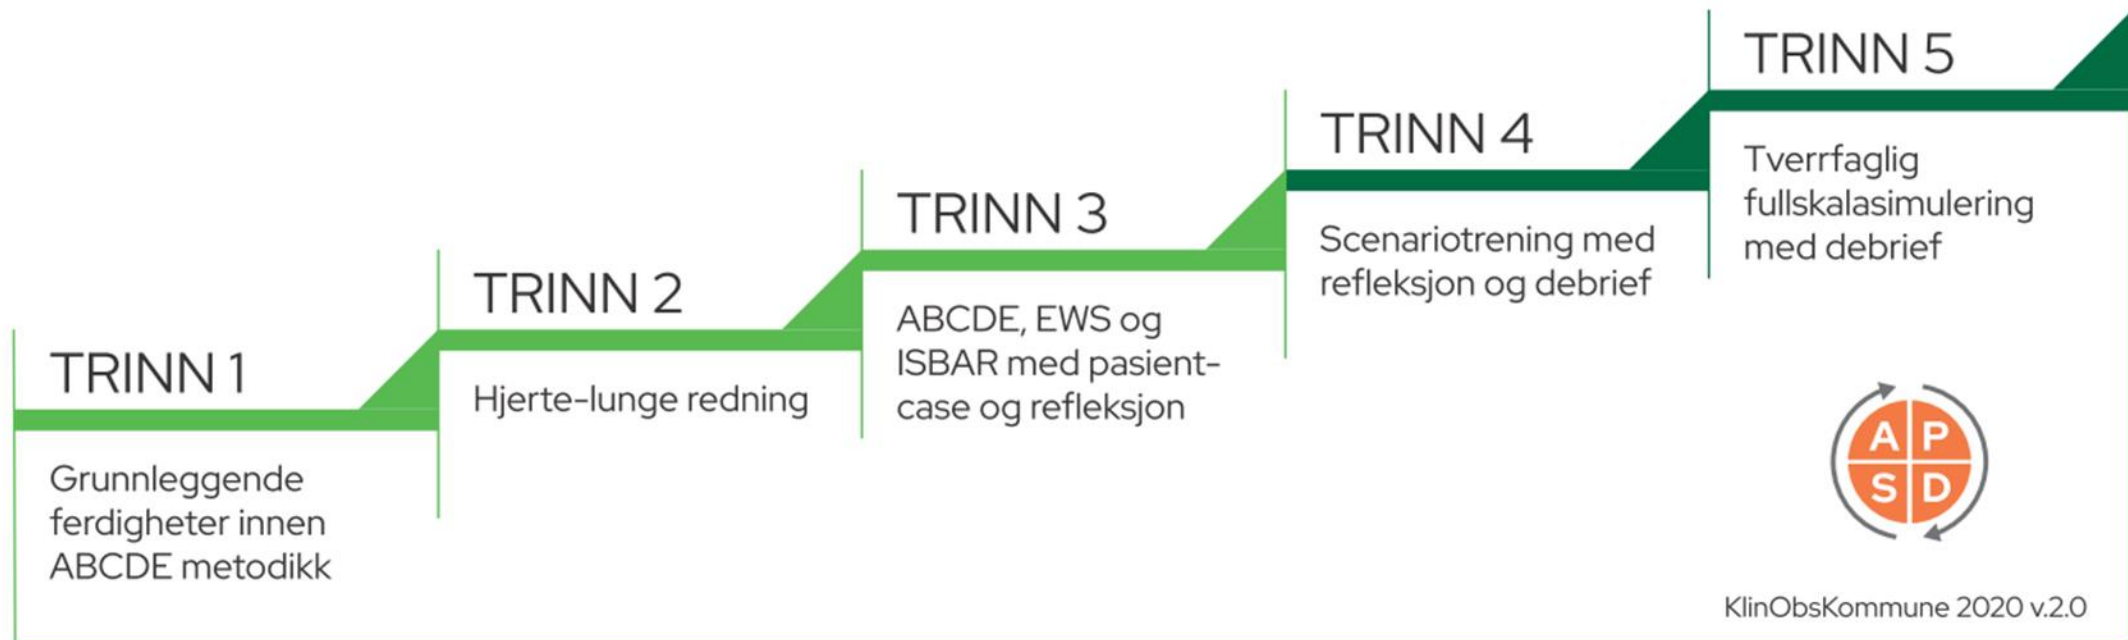 TRINN 1
Grunnleggende
ferdigheter innen
ABCDE metodikk
TRINN 2
Hjerte-lunge redning
TRINN 3
ABCDE, EWS og
ISBAR med pasient-
case og refleksjon
TRINN 4
Scenariotrening med
refleksjon og debrief
TRINN 5
Tverrfaglig
fullskalasimulering
med debrief
A P
S D
KlinObsKommune 2020 v.2.0